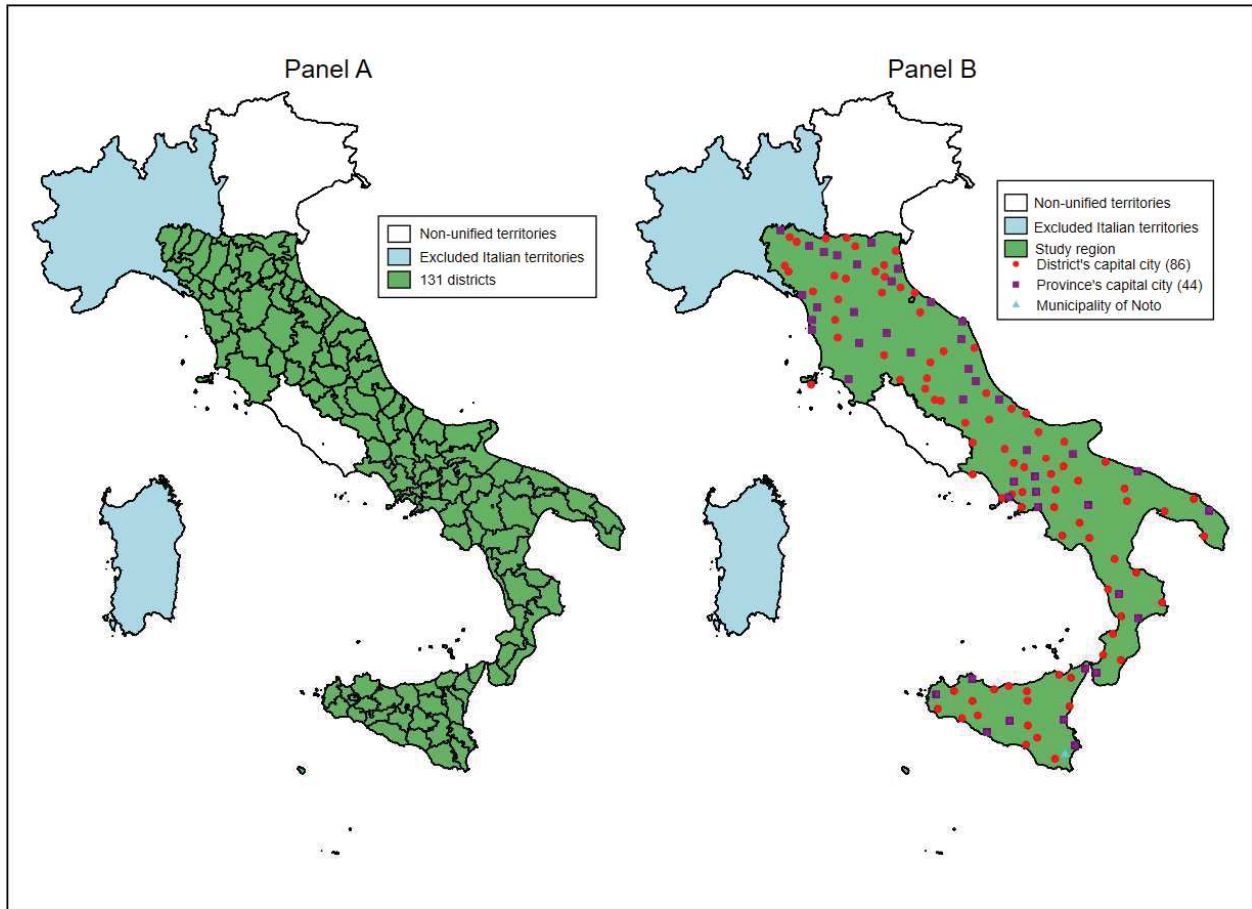 Panel A
Non-unified territories
Excluded Italian territories
131 districts
Panel B
Non-unified territories
Excluded Italian territories
Study region
District's capital city (86)
Province's capital city (44)
Municipality of Noto